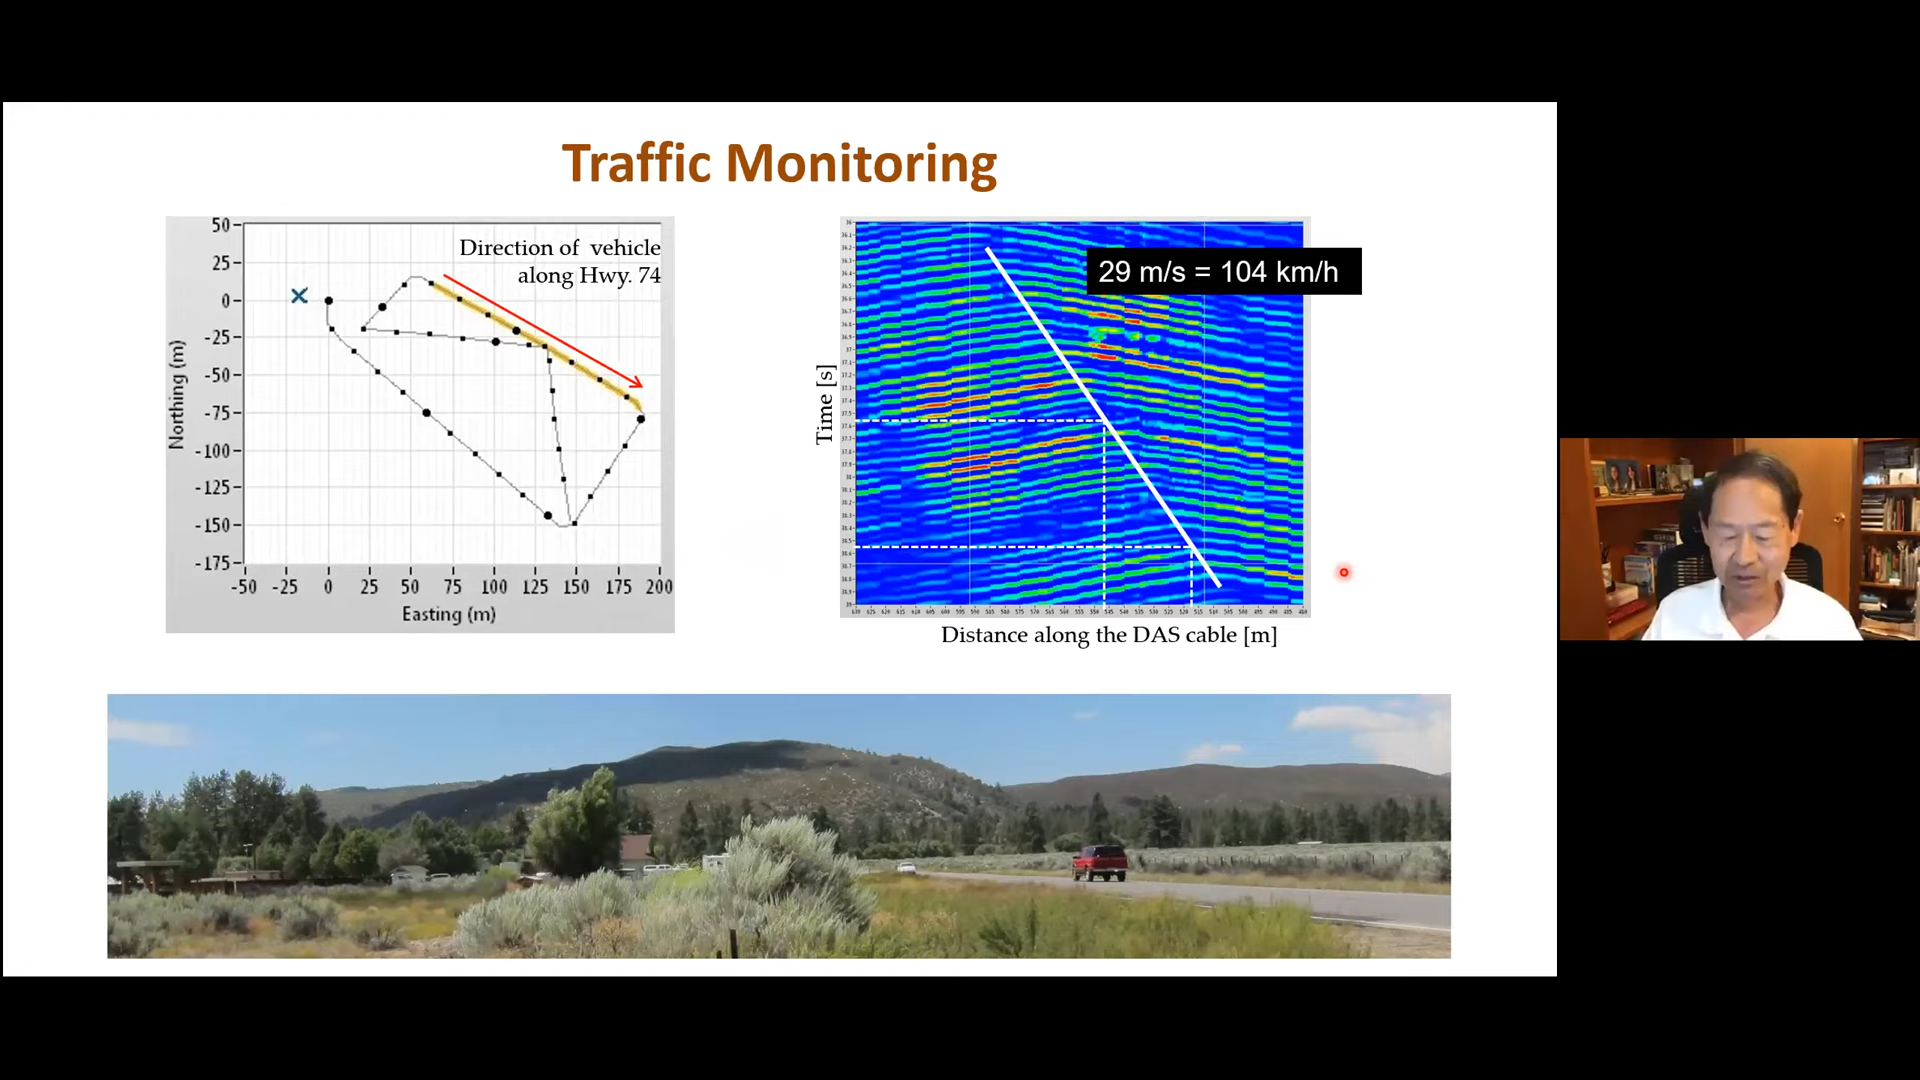 Traffic Monitoring
50
25
0
-25
-50
-75
-100
-125
-150
-175
-50 -25 0 25 50 75 100 125 150 175 200
Northing (m)
Easting (m)
Direction of vehicle
along Hwy. 74
29 m/s = 104 km/h
Time [s]
Distance along the DAS cable [m]